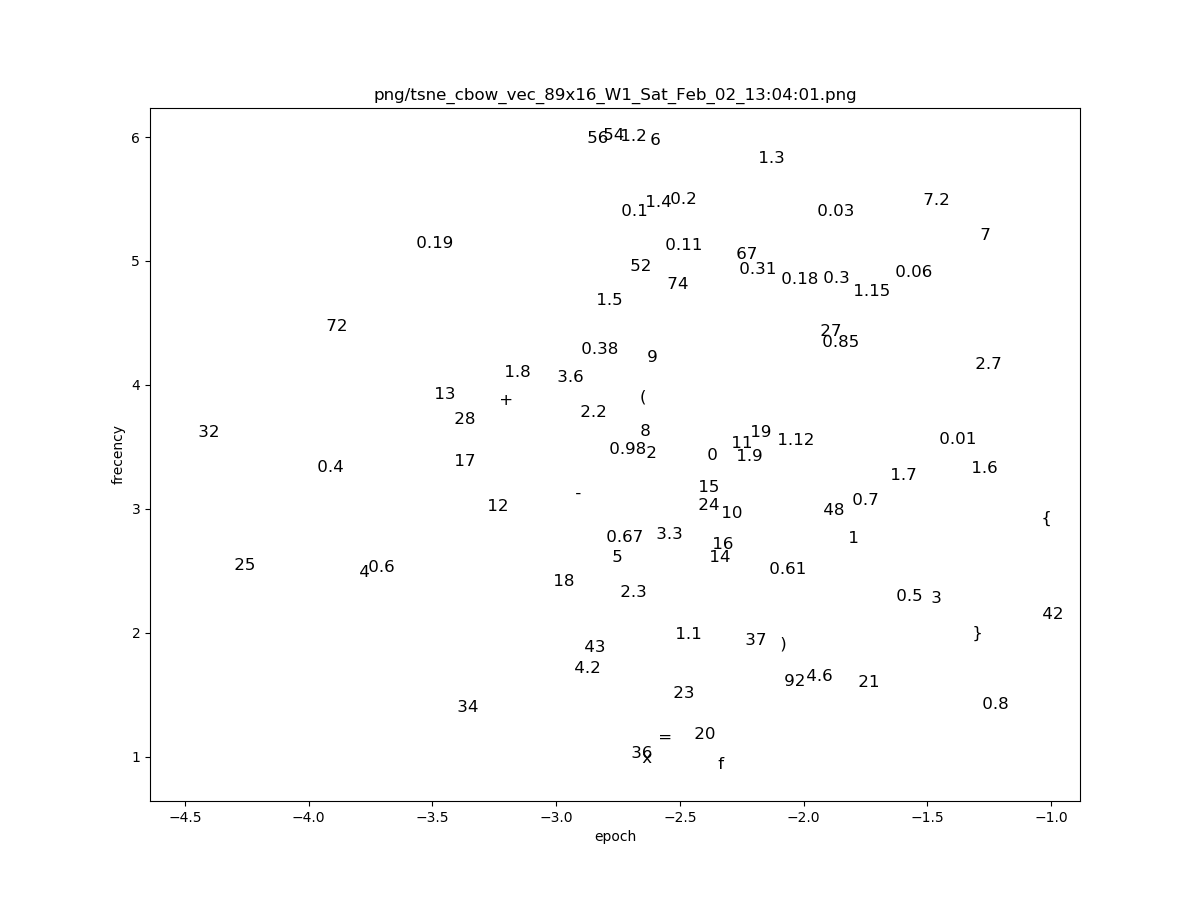 png/tsne_cbow_vec_89x16_W1_Sat_Feb_02_13:04:01.png
6
56 54 1.2 6
1.3
1.4 0.2 7.2
0.1 0.03
7
0.19 0.11
67
5
52 0.31 0.06
74 0.18 0.3
1.15
1.5
72 27
0.85
0.38 9
2.7
1.8 3.6
4
13 + (
2.2
28
32 8 19
11 1.12 0.01
0.98 2 0 1.9
17
0.4 1.7 1.6
frecency
15
0.7
12 - 24
3
10 48 {
0.67 3.3 1
16
5 14
25 4 0.6 0.61
18
2.3 0.5 3
42
2
1.1 37 ) }
43
4.2
92 4.6 21
23
34 0.8
= 20
1
36
x f
−4.5 −4.0 −3.5 −3.0 −2.5 −2.0 −1.5 −1.0
epoch